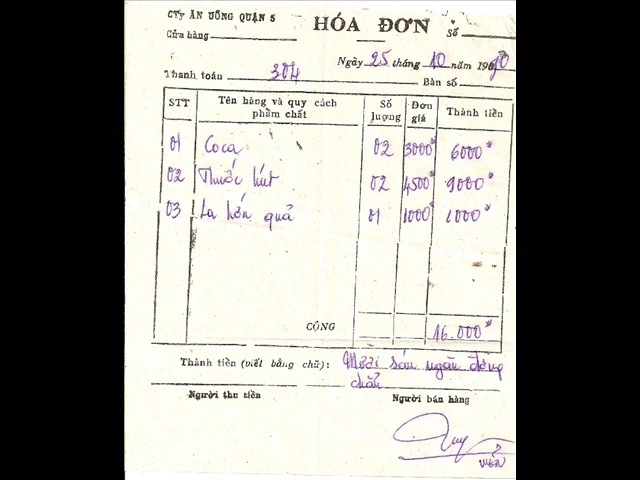 CTy ĂN UỐNG QUẬN 5
HÓA ĐƠN
Số
Cửa hàng
Ngày 25 tháng 10 năm 1990
Thanh toán 304
Bàn số
STT Tên hàng và quy cách phẩm chất Số lượng Đơn giá Thành tiền
01 Coca 02 3000đ 6000đ
02 Thuốc hút 02 4500đ 9000đ
03 La hớn quả 01 1000đ 1000đ
CỘNG 16.000đ
Thành tiền (viết bằng chữ): Mười sáu ngàn đồng
chẵn
Người thu tiền Người bán hàng